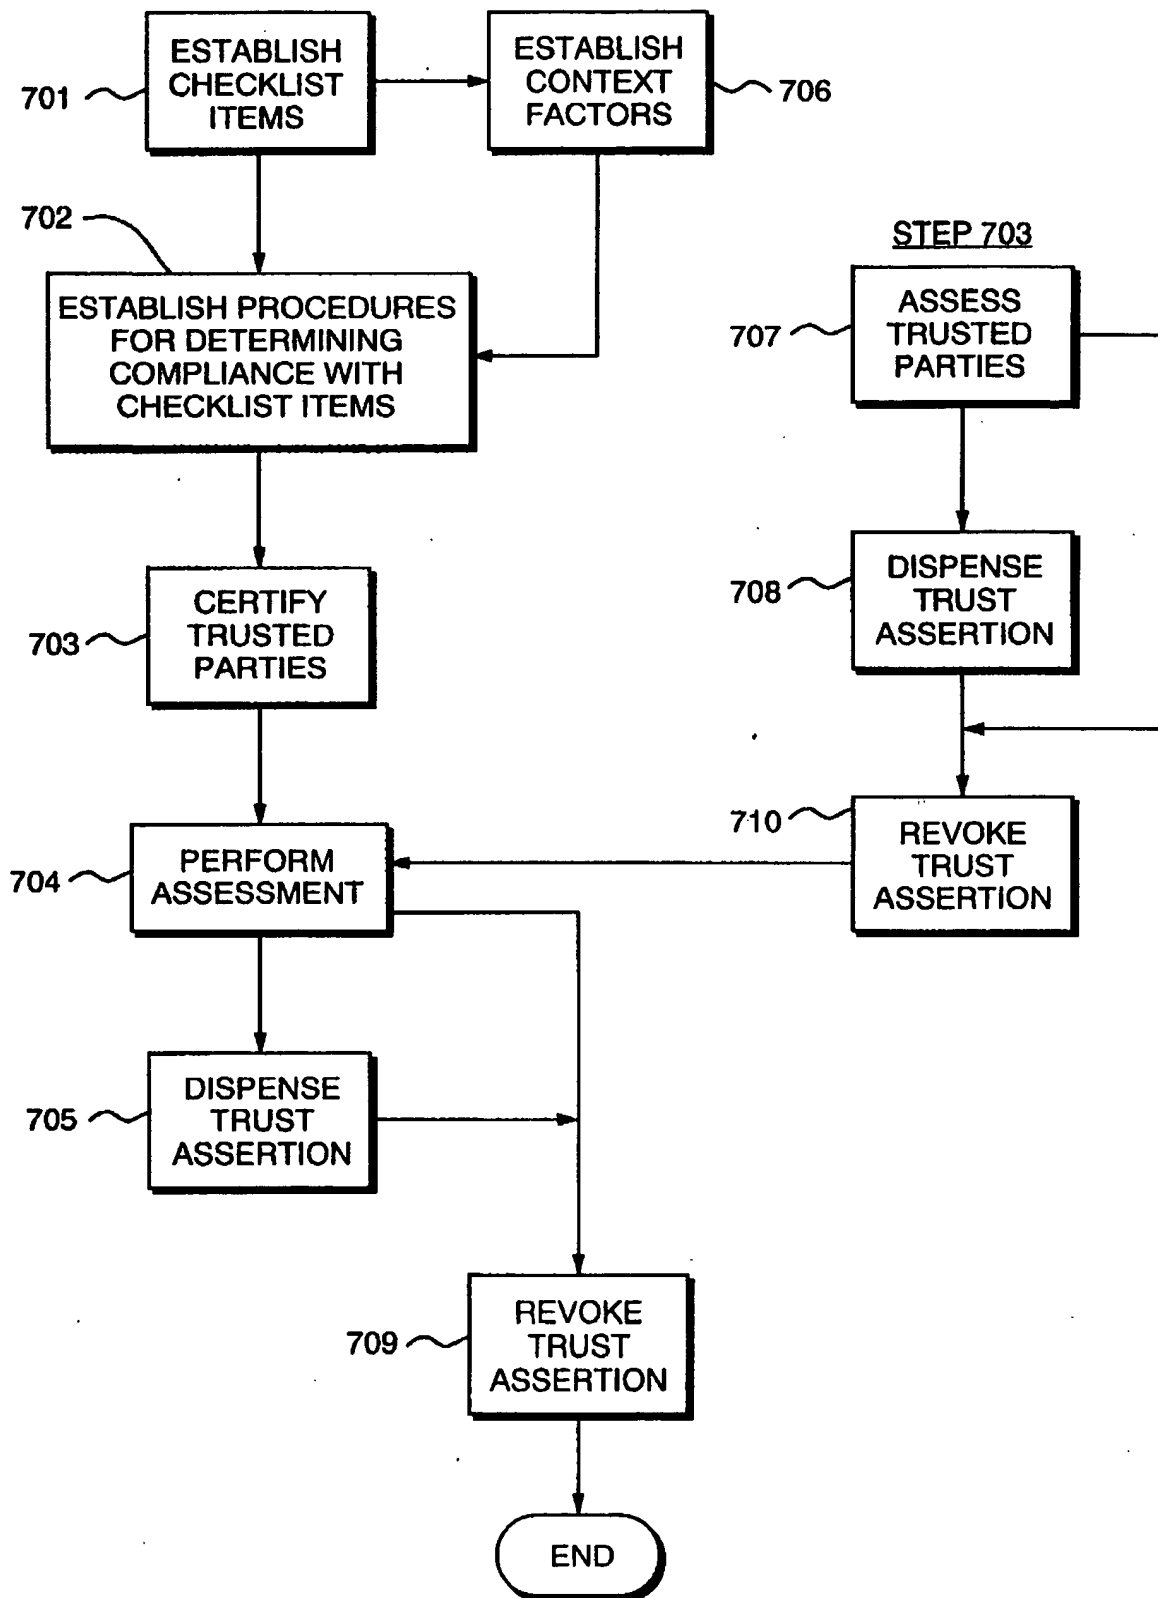 701
ESTABLISH
CHECKLIST
ITEMS
ESTABLISH
CONTEXT
FACTORS
706
702
ESTABLISH PROCEDURES
FOR DETERMINING
COMPLIANCE WITH
CHECKLIST ITEMS
STEP 703
707
ASSESS
TRUSTED
PARTIES
703
CERTIFY
TRUSTED
PARTIES
708
DISPENSE
TRUST
ASSERTION
704
PERFORM
ASSESSMENT
710
REVOKE
TRUST
ASSERTION
705
DISPENSE
TRUST
ASSERTION
709
REVOKE
TRUST
ASSERTION
END